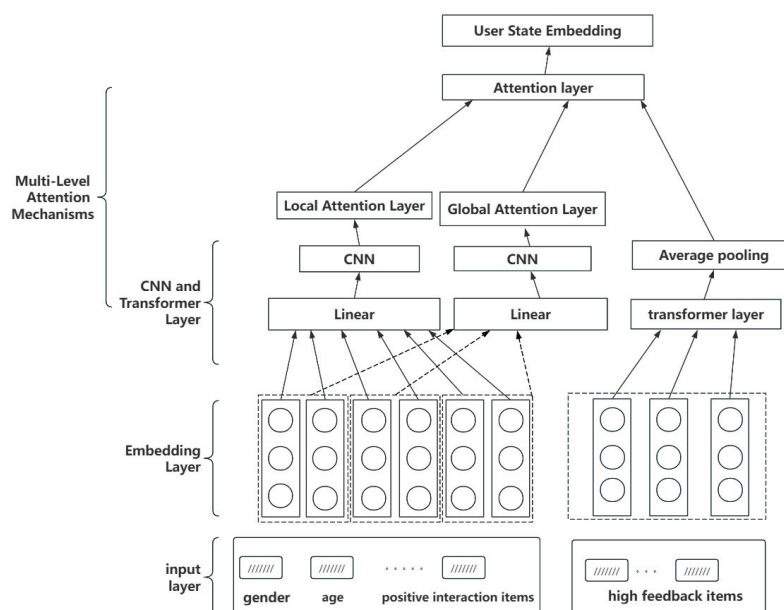 User State Embedding
Attention layer
Multi-Level
Attention
Mechanisms
Local Attention Layer
Global Attention Layer
CNN
CNN
Average pooling
CNN and
Transformer
Layer
Linear
Linear
transformer layer
Embedding
Layer
input
layer
///////
///////
· · · · ·
///////
///////
· · ·
///////
gender
age
positive interaction items
high feedback items